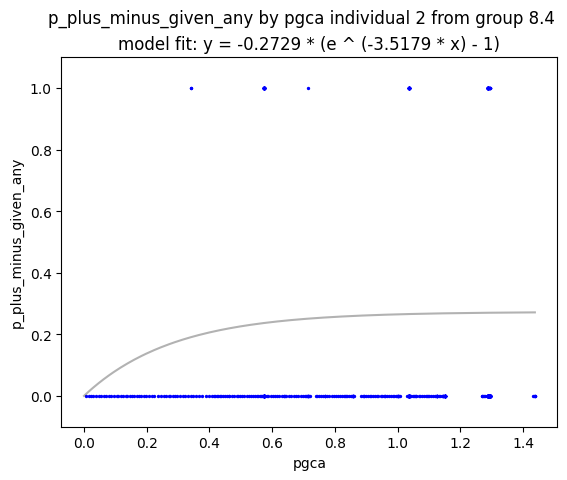 p_plus_minus_given_any by pgca individual 2 from group 8.4
model fit: y = -0.2729 * (e ^ (-3.5179 * x) - 1)
1.0
0.8
0.6
0.4
0.2
0.0
p_plus_minus_given_any
0.0 0.2 0.4 0.6 0.8 1.0 1.2 1.4
pgca